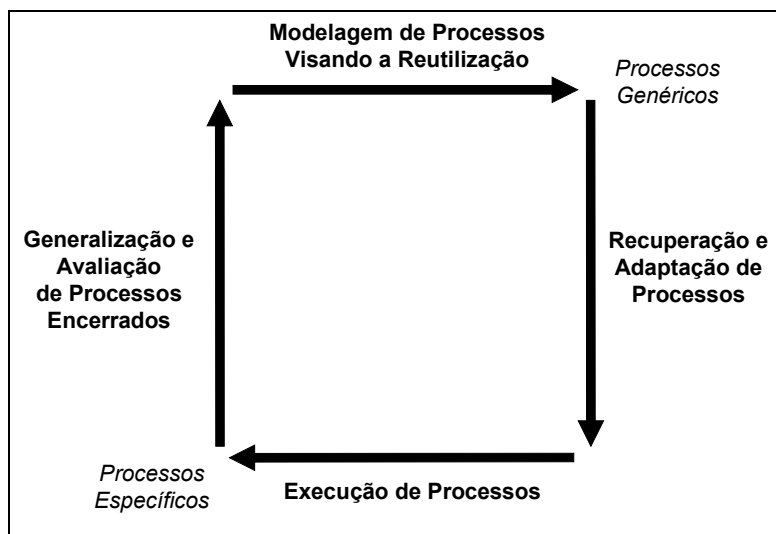 Modelagem de Processos
Visando a Reutilização
Processos
Genéricos
Generalização e
Avaliação
de Processos
Encerrados
Recuperação e
Adaptação de
Processos
Processos
Específicos
Execução de Processos